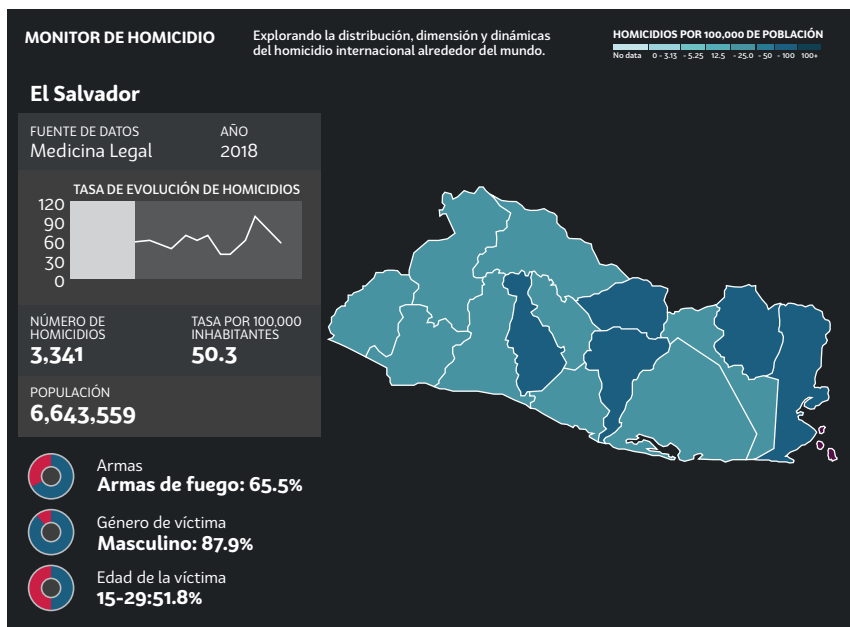 MONITOR DE HOMICIDIO
Explorando la distribución, dimensión y dinámicas
del homicidio internacional alrededor del mundo.
HOMICIDIOS POR 100,000 DE POBLACIÓN
No data 0 - 3.13 - 5.25 12.5 - 25.0 - 50 - 100 100+
El Salvador
FUENTE DE DATOS
Medicina Legal
AÑO
2018
TASA DE EVOLUCIÓN DE HOMICIDIOS
120
90
60
30
0
NÚMERO DE
HOMICIDIOS
3,341
TASA POR 100,000
INHABITANTES
50.3
POPULACIÓN
6,643,559
Armas
Armas de fuego: 65.5%
Género de víctima
Masculino: 87.9%
Edad de la víctima
15-29:51.8%